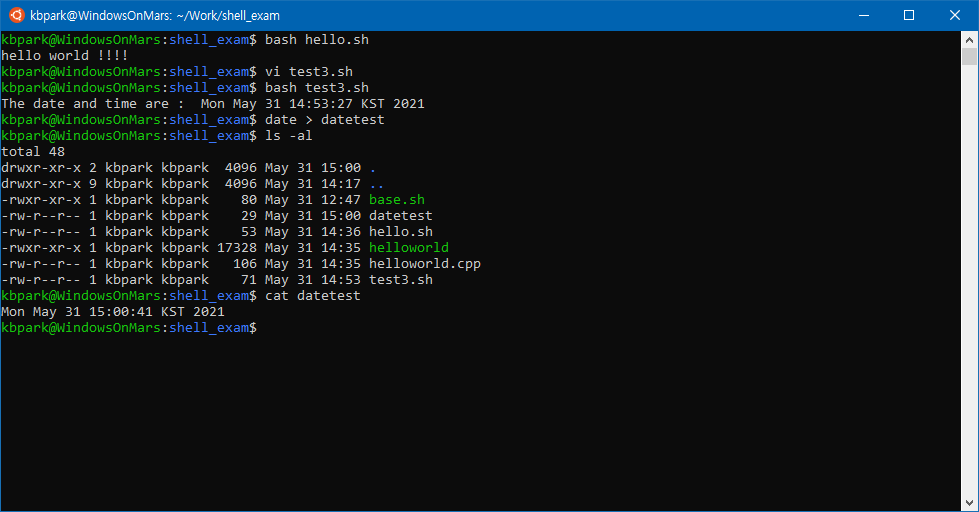 kbpark@WindowsOnMars: ~/Work/shell_exam
kbpark@WindowsOnMars:shell_exam$ bash hello.sh
hello world !!!!
kbpark@WindowsOnMars:shell_exam$ vi test3.sh
kbpark@WindowsOnMars:shell_exam$ bash test3.sh
The date and time are :  Mon May 31 14:53:27 KST 2021
kbpark@WindowsOnMars:shell_exam$ date > datetest
kbpark@WindowsOnMars:shell_exam$ ls -al
total 48
drwxr-xr-x 2 kbpark kbpark  4096 May 31 15:00 .
drwxr-xr-x 9 kbpark kbpark  4096 May 31 14:17 ..
-rwxr-xr-x 1 kbpark kbpark    80 May 31 12:47 base.sh
-rw-r--r-- 1 kbpark kbpark    29 May 31 15:00 datetest
-rw-r--r-- 1 kbpark kbpark    53 May 31 14:36 hello.sh
-rwxr-xr-x 1 kbpark kbpark 17328 May 31 14:35 helloworld
-rw-r--r-- 1 kbpark kbpark   106 May 31 14:35 helloworld.cpp
-rw-r--r-- 1 kbpark kbpark    71 May 31 14:53 test3.sh
kbpark@WindowsOnMars:shell_exam$ cat datetest
Mon May 31 15:00:41 KST 2021
kbpark@WindowsOnMars:shell_exam$